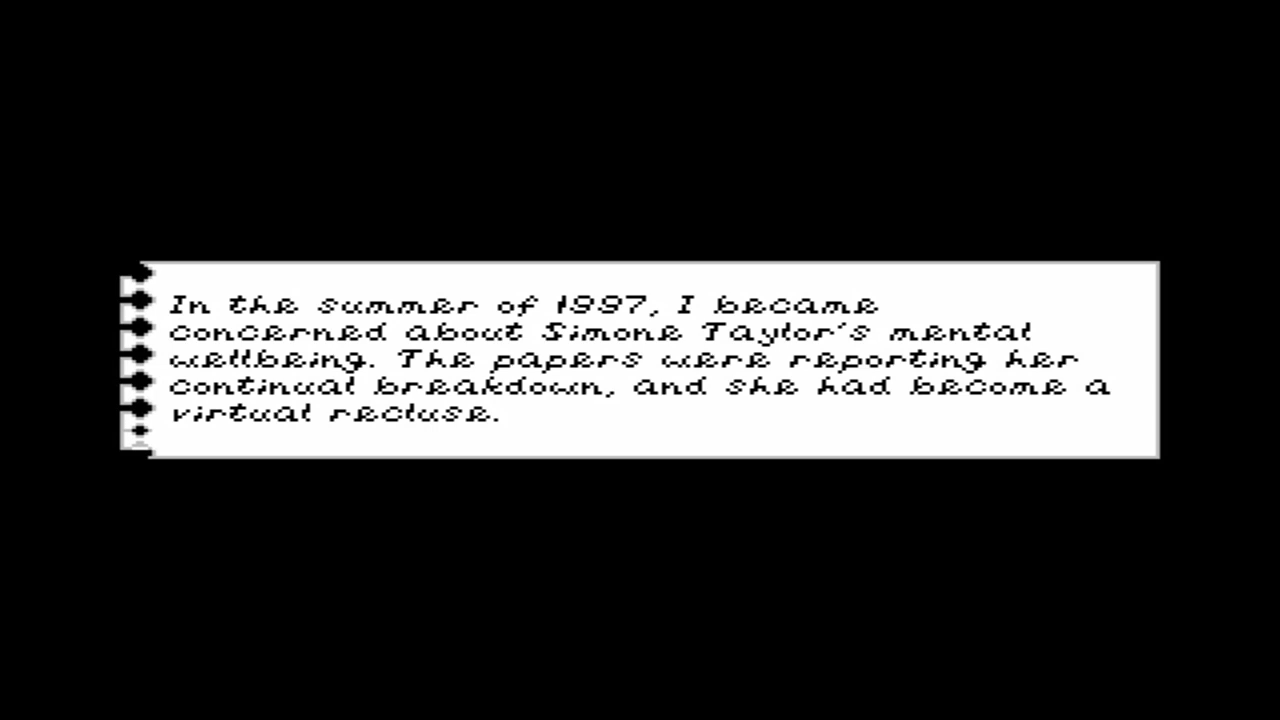 In the summer of 1997, I became
concerned about Simone Taylor's mental
wellbeing. The papers were reporting her
continual breakdown, and she had become a
virtual recluse.